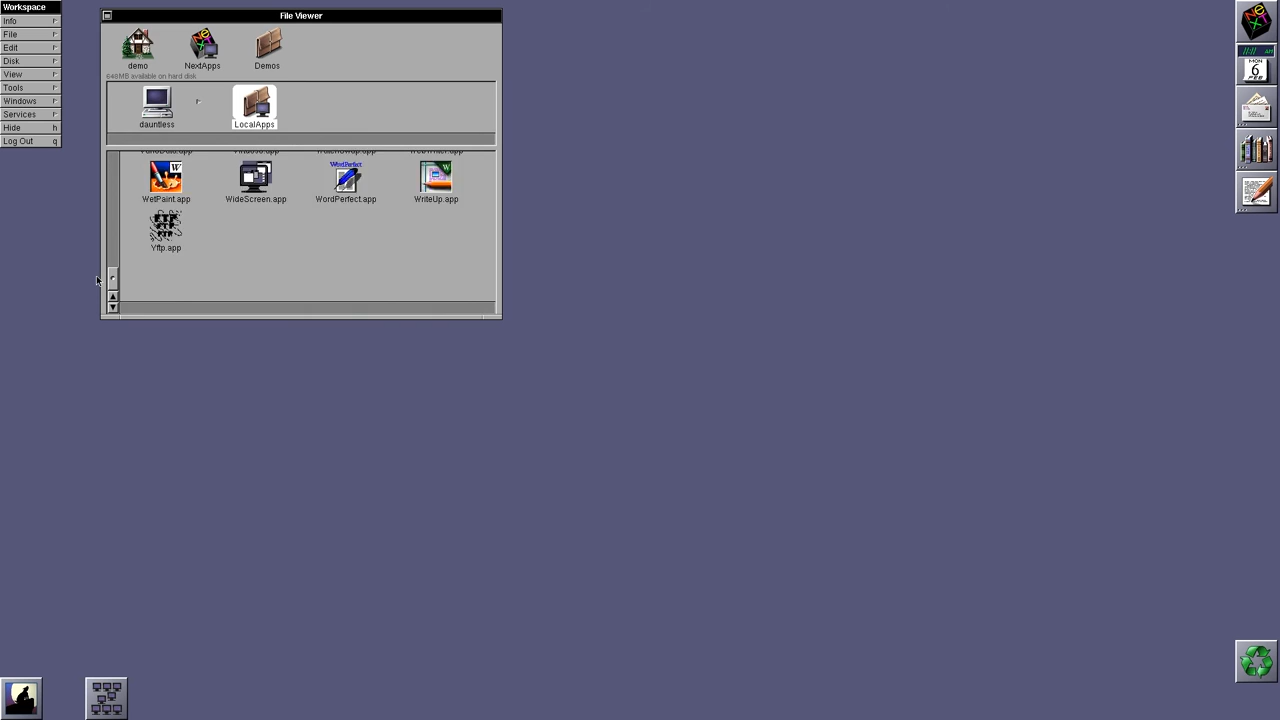 Workspace
Info
File
Edit
Disk
View
Tools
Windows
Services
Hide h
Log Out q
File Viewer
demo
NextApps
Demos
648MB available on hard disk
dauntless
LocalApps
WetPaint.app
WideScreen.app
WordPerfect
WordPerfect.app
WriteUp.app
Yftp.app
MON
6
FEB